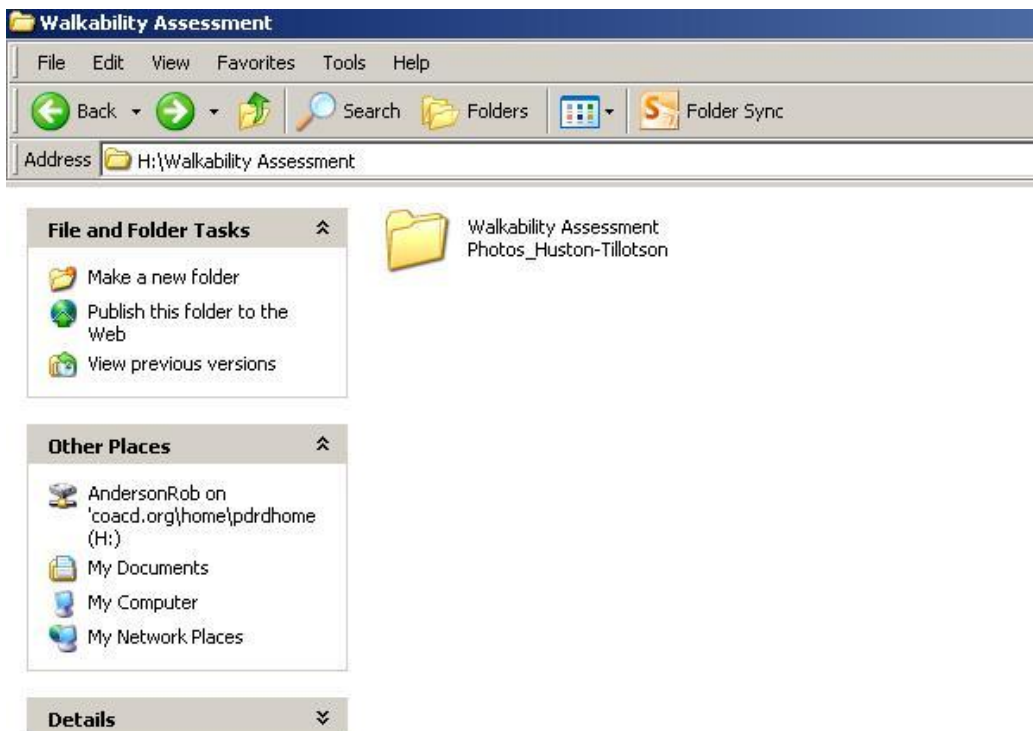 Walkability Assessment
File Edit View Favorites Tools Help
Back Search Folders Folder Sync
Address H:\Walkability Assessment
File and Folder Tasks
Make a new folder
Publish this folder to the
Web
View previous versions
Other Places
AndersonRob on
'coacd.org\home\pdrdhome
(H:)
My Documents
My Computer
My Network Places
Details
Walkability Assessment
Photos_Huston-Tillotson